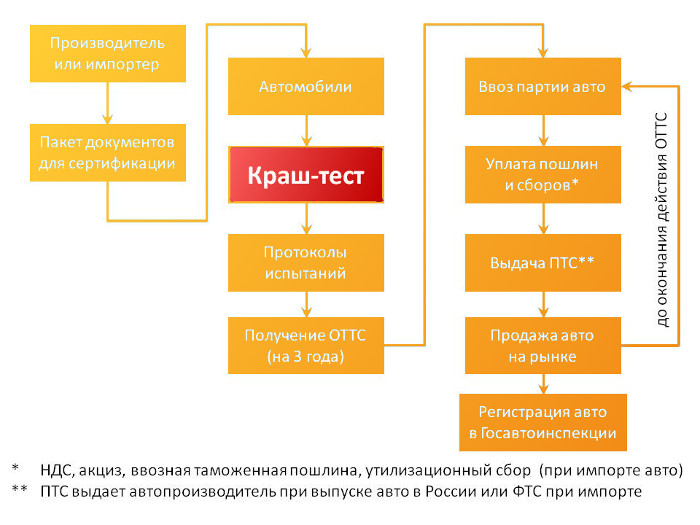 Производитель
или импортер
Пакет документов
для сертификации
Автомобили
Краш-тест
Протоколы
испытаний
Получение ОТТС
(на 3 года)
Ввоз партии авто
Уплата пошлин
и сборов*
Выдача ПТС**
Продажа авто
на рынке
Регистрация авто
в Госавтоинспекции
до окончания действия ОТТС
* НДС, акциз, ввозная таможенная пошлина, утилизационный сбор (при импорте авто)
** ПТС выдает автопроизводитель при выпуске авто в России или ФТС при импорте